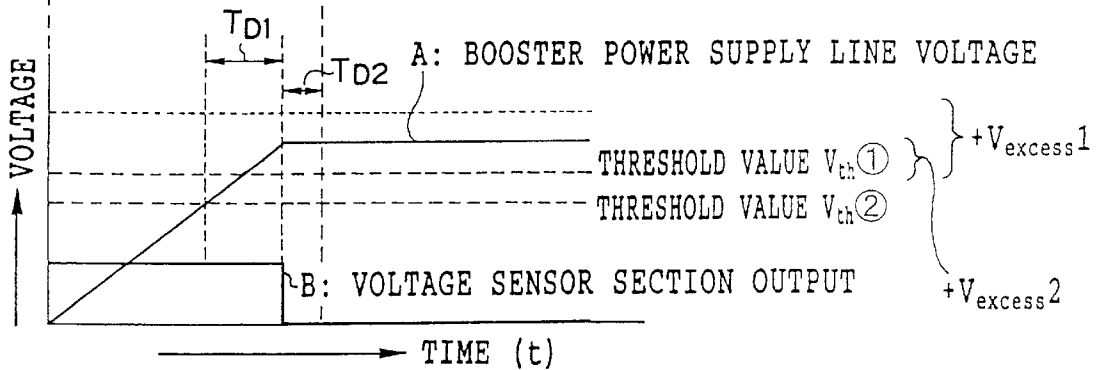 T_D1
T_D2
A: BOOSTER POWER SUPPLY LINE VOLTAGE
VOLTAGE
+V_excess1
THRESHOLD VALUE V_th①
THRESHOLD VALUE V_th②
B: VOLTAGE SENSOR SECTION OUTPUT
+V_excess2
TIME (t)